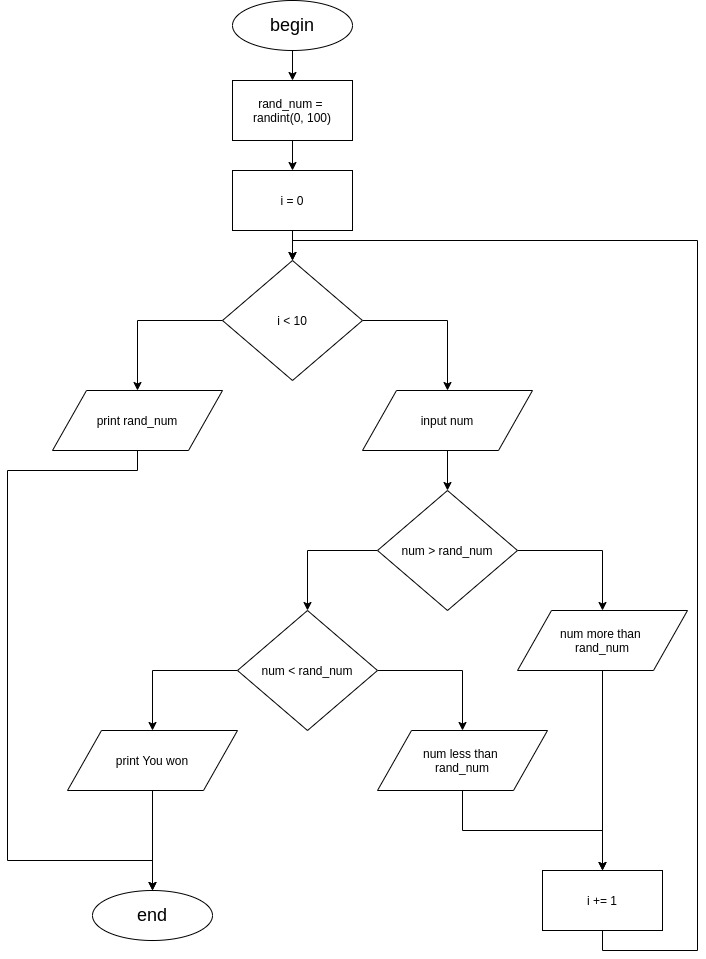 begin
rand_num =
randint(0, 100)
i = 0
i < 10
print rand_num
input num
num > rand_num
num more than
rand_num
num < rand_num
print You won
num less than
rand_num
i += 1
end